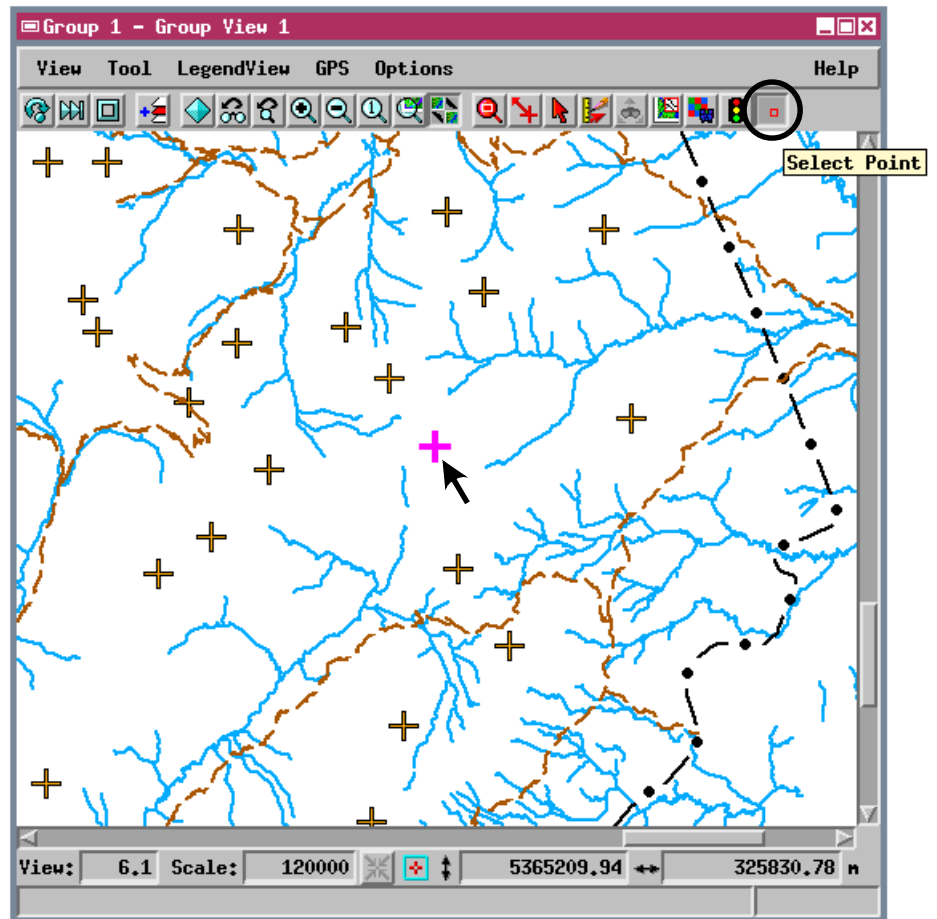 Group 1 - Group View 1
View Tool LegendView GPS Options Help
1
Select Point
View: 6.1 Scale: 120000 5365209.94 325830.78 m